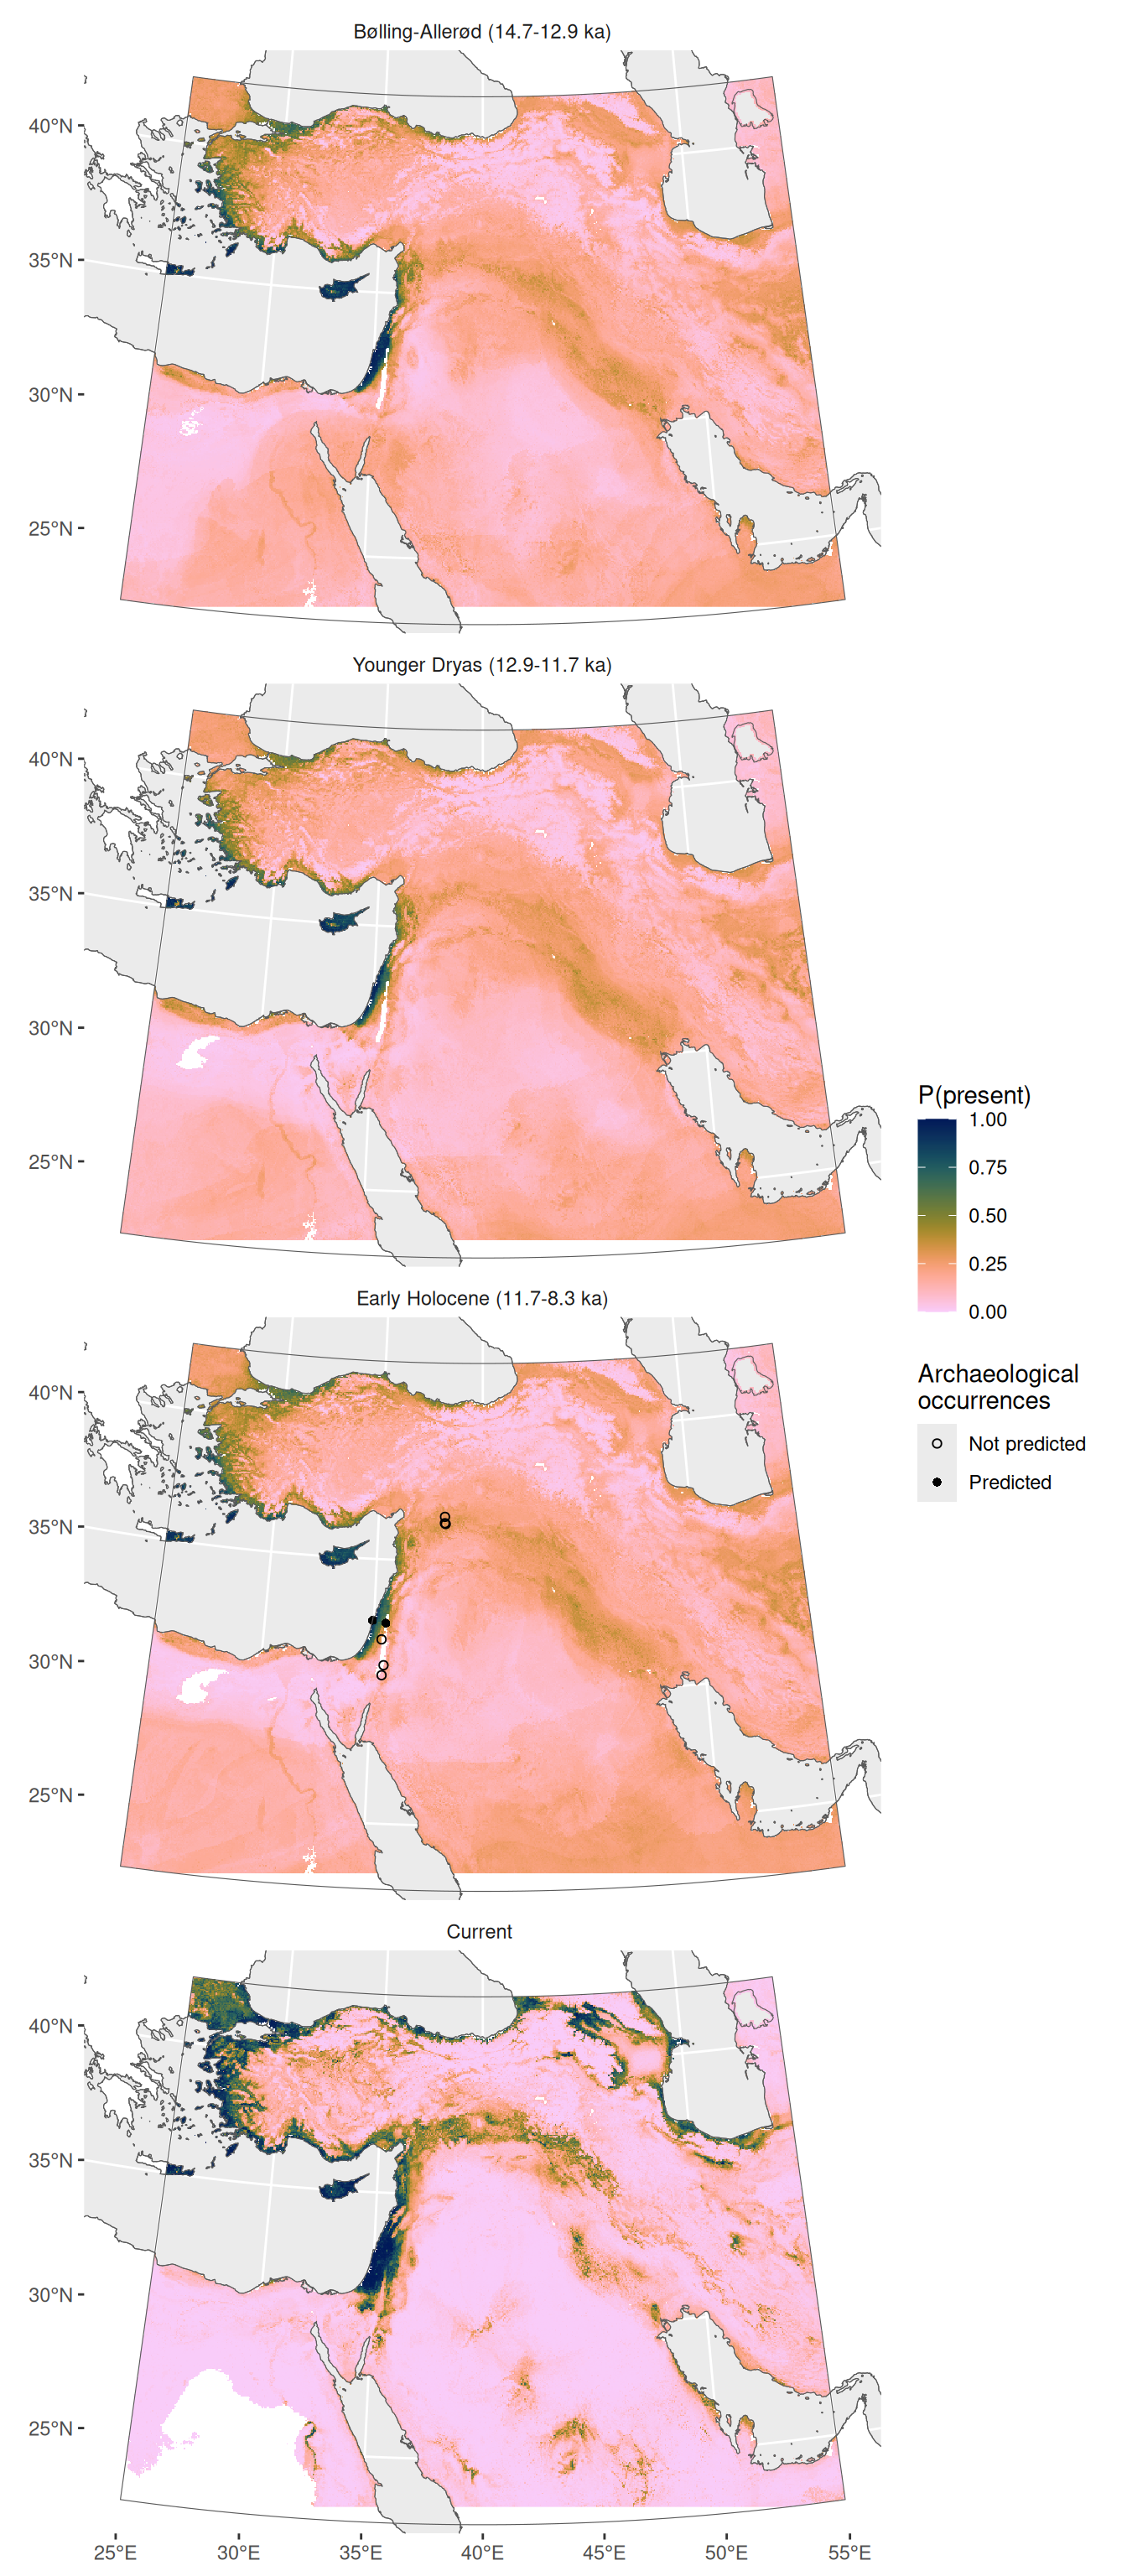 Bølling-Allerød (14.7-12.9 ka)
40°N
35°N
30°N
25°N
Younger Dryas (12.9-11.7 ka)
40°N
35°N
30°N
25°N
P(present)
1.00
0.75
0.50
0.25
0.00
Early Holocene (11.7-8.3 ka)
Archaeological
occurrences
Not predicted
Predicted
40°N
35°N
30°N
25°N
Current
40°N
35°N
30°N
25°N
25°E 30°E 35°E 40°E 45°E 50°E 55°E